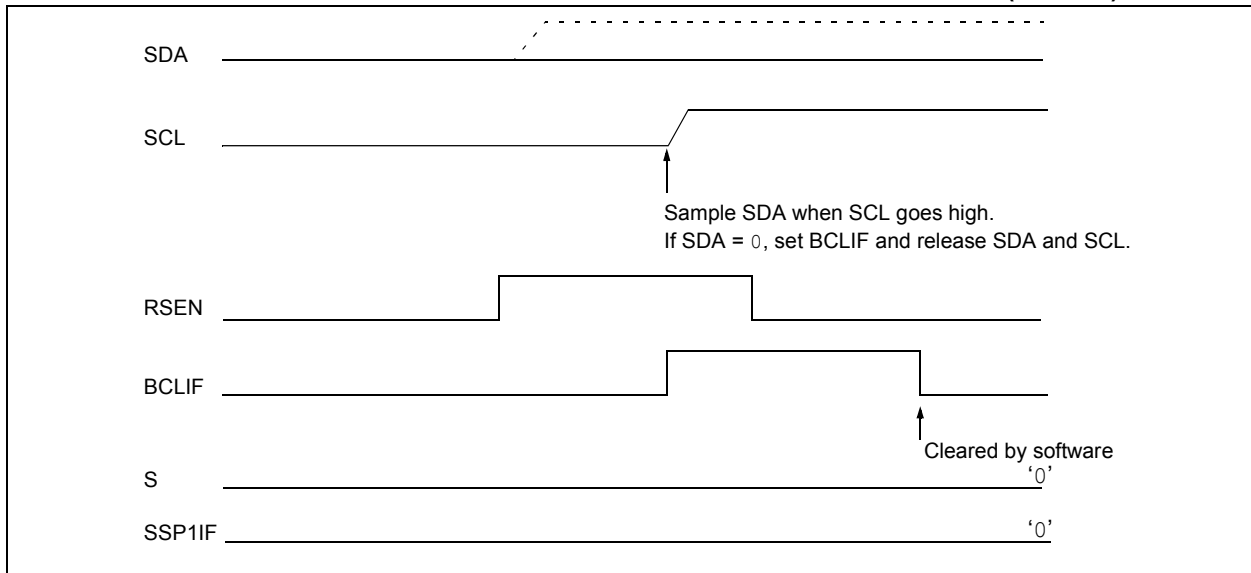 SDA
SCL
Sample SDA when SCL goes high.
If SDA = 0, set BCLIF and release SDA and SCL.
RSEN
BCLIF
Cleared by software
S
‘0’
SSP1IF
‘0’